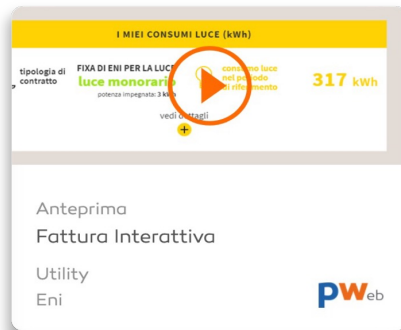 I MIEI CONSUMI LUCE (kWh)
tipologia di
contratto
FIXA DI ENI PER LA LUCE
luce monorario
potenza impegnata: 3 kWh
consumo luce
nel periodo
di riferimento
317 kWh
vedi dettagli
+
Anteprima
Fattura Interattiva
Utility
Eni
PWeb